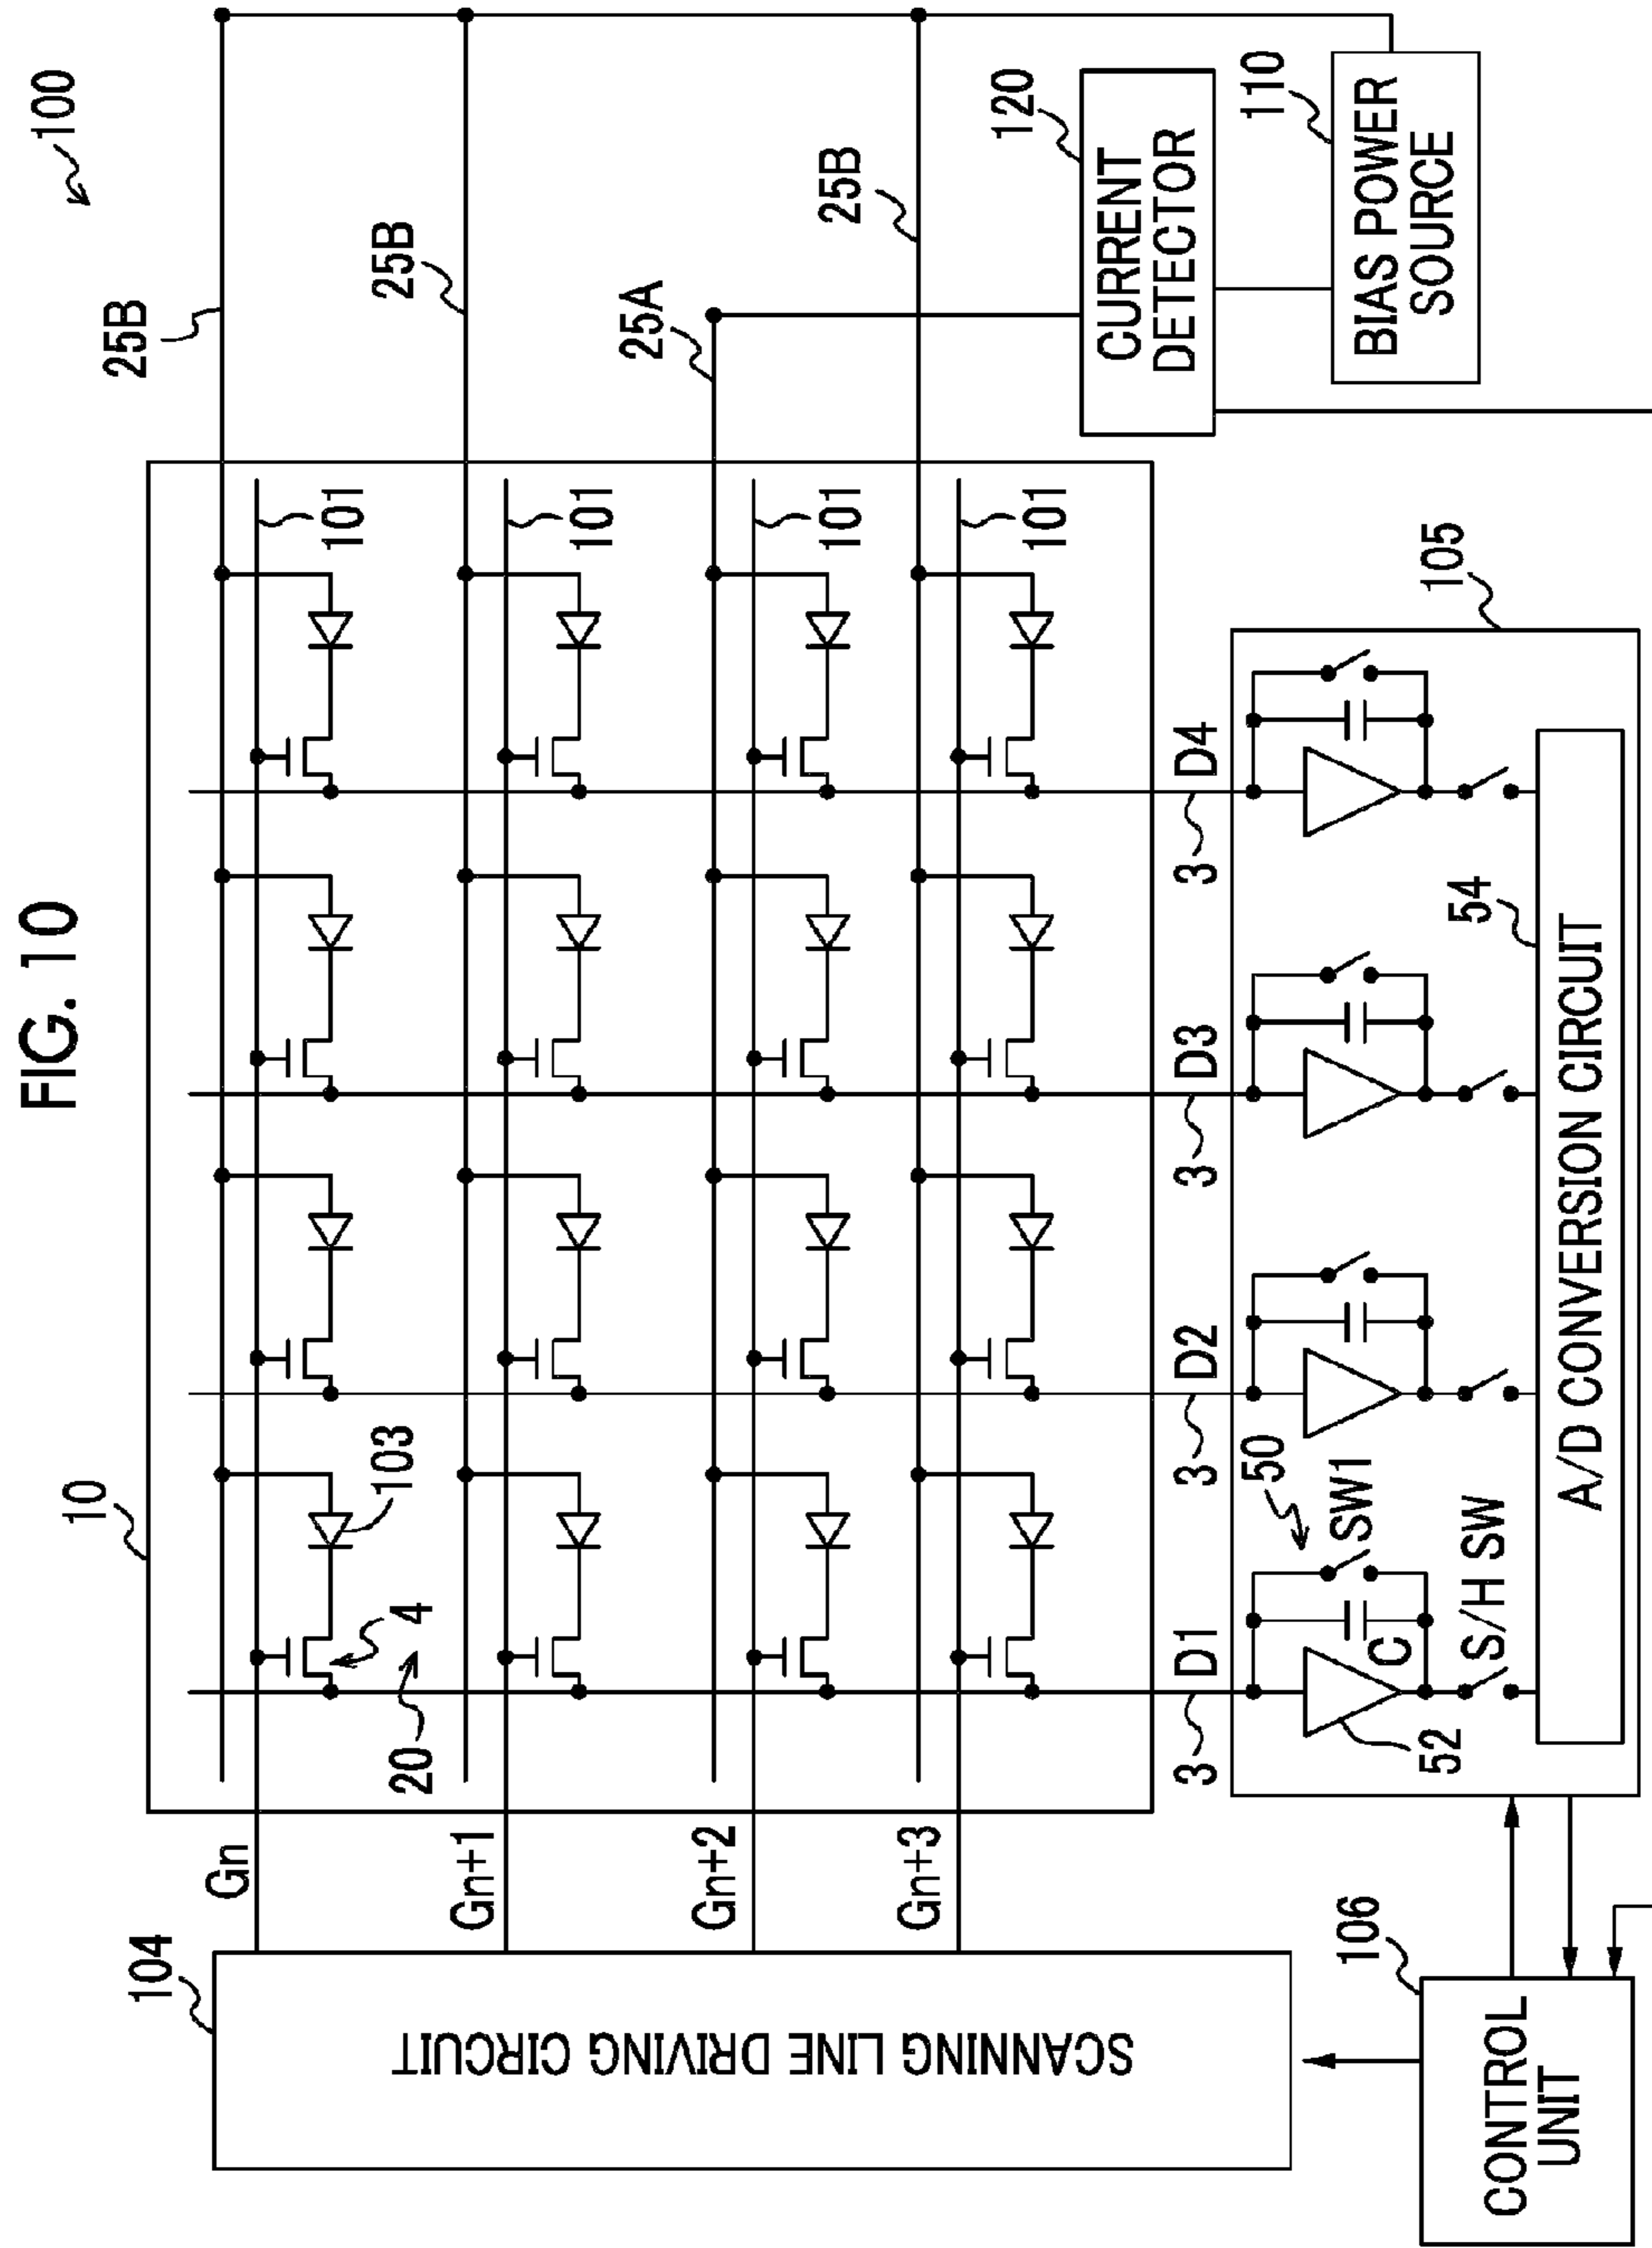 FIG. 10
100
10
25B
25B
25A
25B
120
CURRENT
DETECTOR
110
BIAS POWER
SOURCE
104
SCANNING LINE DRIVING CIRCUIT
Gn
Gn+1
Gn+2
Gn+3
101
101
101
101
103
4
20
3
D1
3
D2
3
D3
3
D4
105
50
SW1
C
52
S/H SW
54
A/D CONVERSION CIRCUIT
106
CONTROL
UNIT